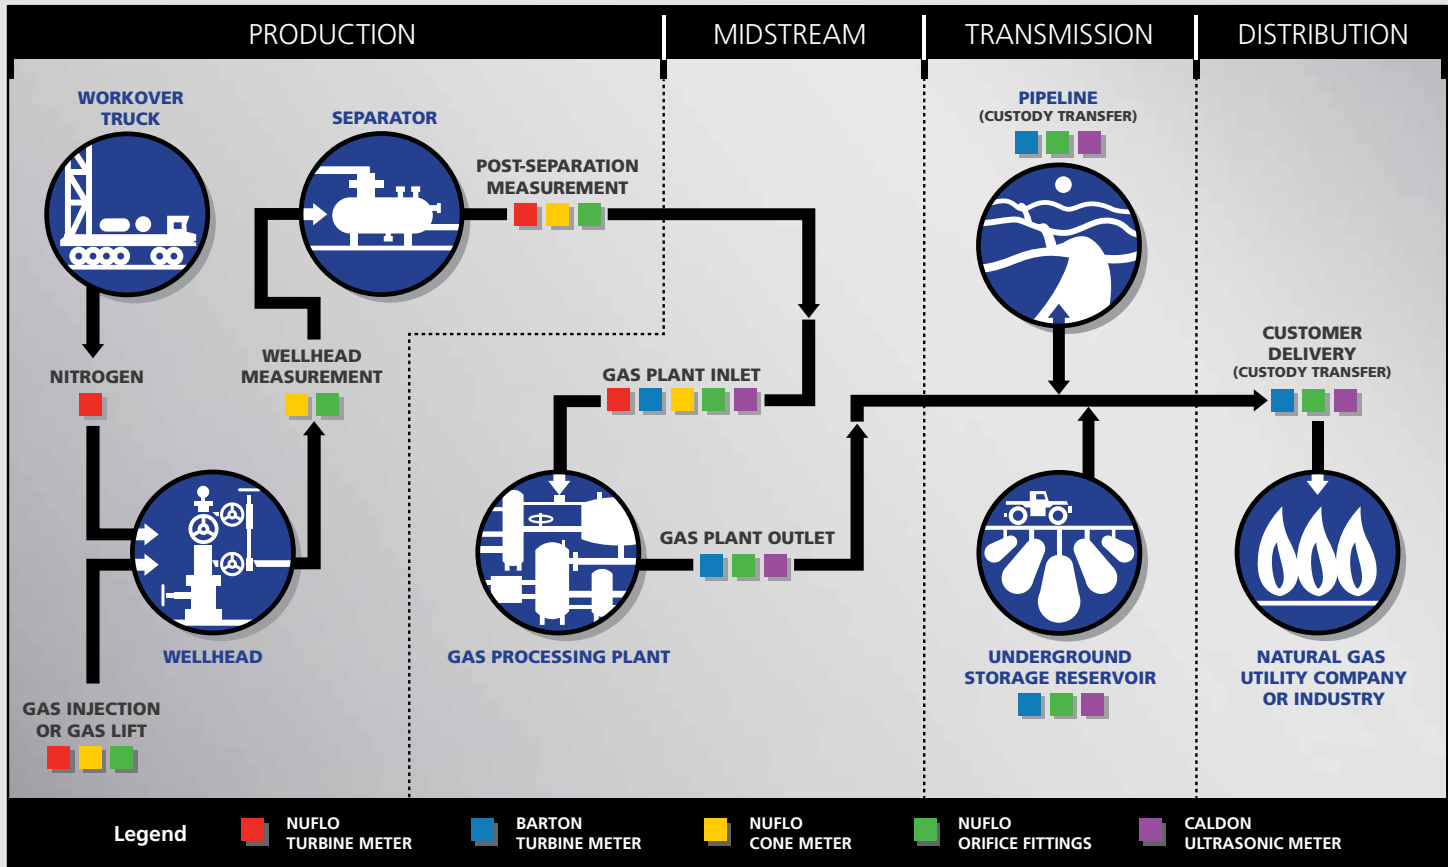 PRODUCTION
MIDSTREAM
TRANSMISSION
DISTRIBUTION
WORKOVER
TRUCK
SEPARATOR
POST-SEPARATION
MEASUREMENT
PIPELINE
(CUSTODY TRANSFER)
NITROGEN
WELLHEAD
MEASUREMENT
GAS PLANT INLET
CUSTOMER
DELIVERY
(CUSTODY TRANSFER)
GAS PLANT OUTLET
WELLHEAD
GAS PROCESSING PLANT
UNDERGROUND
STORAGE RESERVOIR
NATURAL GAS
UTILITY COMPANY
OR INDUSTRY
GAS INJECTION
OR GAS LIFT
Legend
NUFLO
TURBINE METER
BARTON
TURBINE METER
NUFLO
CONE METER
NUFLO
ORIFICE FITTINGS
CALDON
ULTRASONIC METER